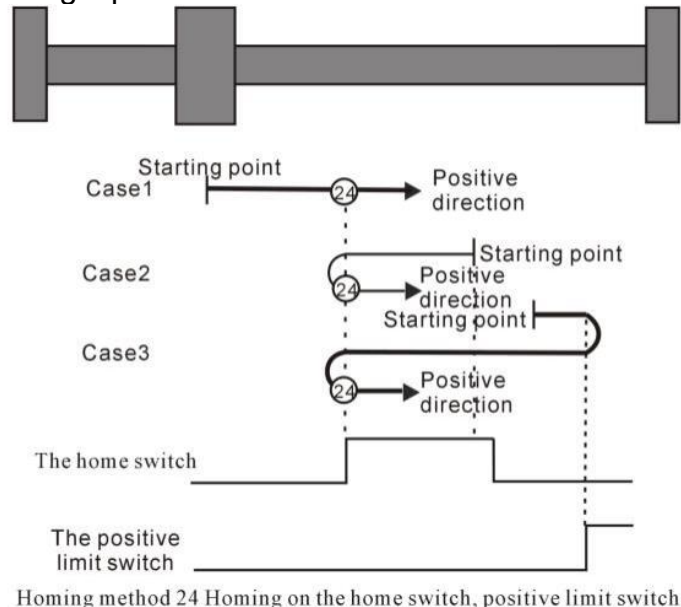 Starting point
Case1
24
Positive
direction
Starting point
Case2
24
Positive
direction
Starting point
Case3
24
Positive
direction
The home switch
The positive
limit switch
Homing method 24 Homing on the home switch, positive limit switch